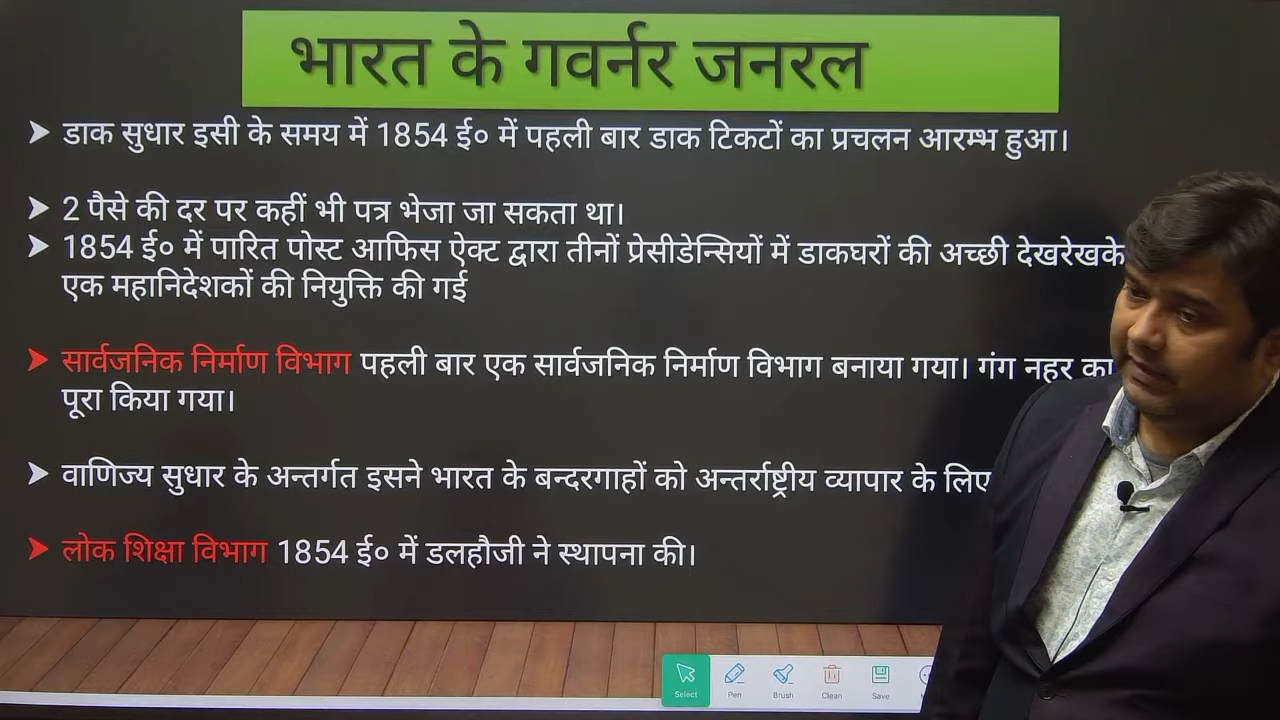 भारत के गवर्नर जनरल
डाक सुधार इसी के समय में 1854 ई० में पहली बार डाक टिकटों का प्रचलन आरम्भ हुआ।
2 पैसे की दर पर कहीं भी पत्र भेजा जा सकता था।
1854 ई० में पारित पोस्ट आफिस ऐक्ट द्वारा तीनों प्रेसीडेन्सियों में डाकघरों की अच्छी देखरेखके
एक महानिदेशकों की नियुक्ति की गई
सार्वजनिक निर्माण विभाग पहली बार एक सार्वजनिक निर्माण विभाग बनाया गया। गंग नहर का
पूरा किया गया।
वाणिज्य सुधार के अन्तर्गत इसने भारत के बन्दरगाहों को अन्तर्राष्ट्रीय व्यापार के लिए
लोक शिक्षा विभाग 1854 ई० में डलहौजी ने स्थापना की।
Select Pen Brush Clean Save